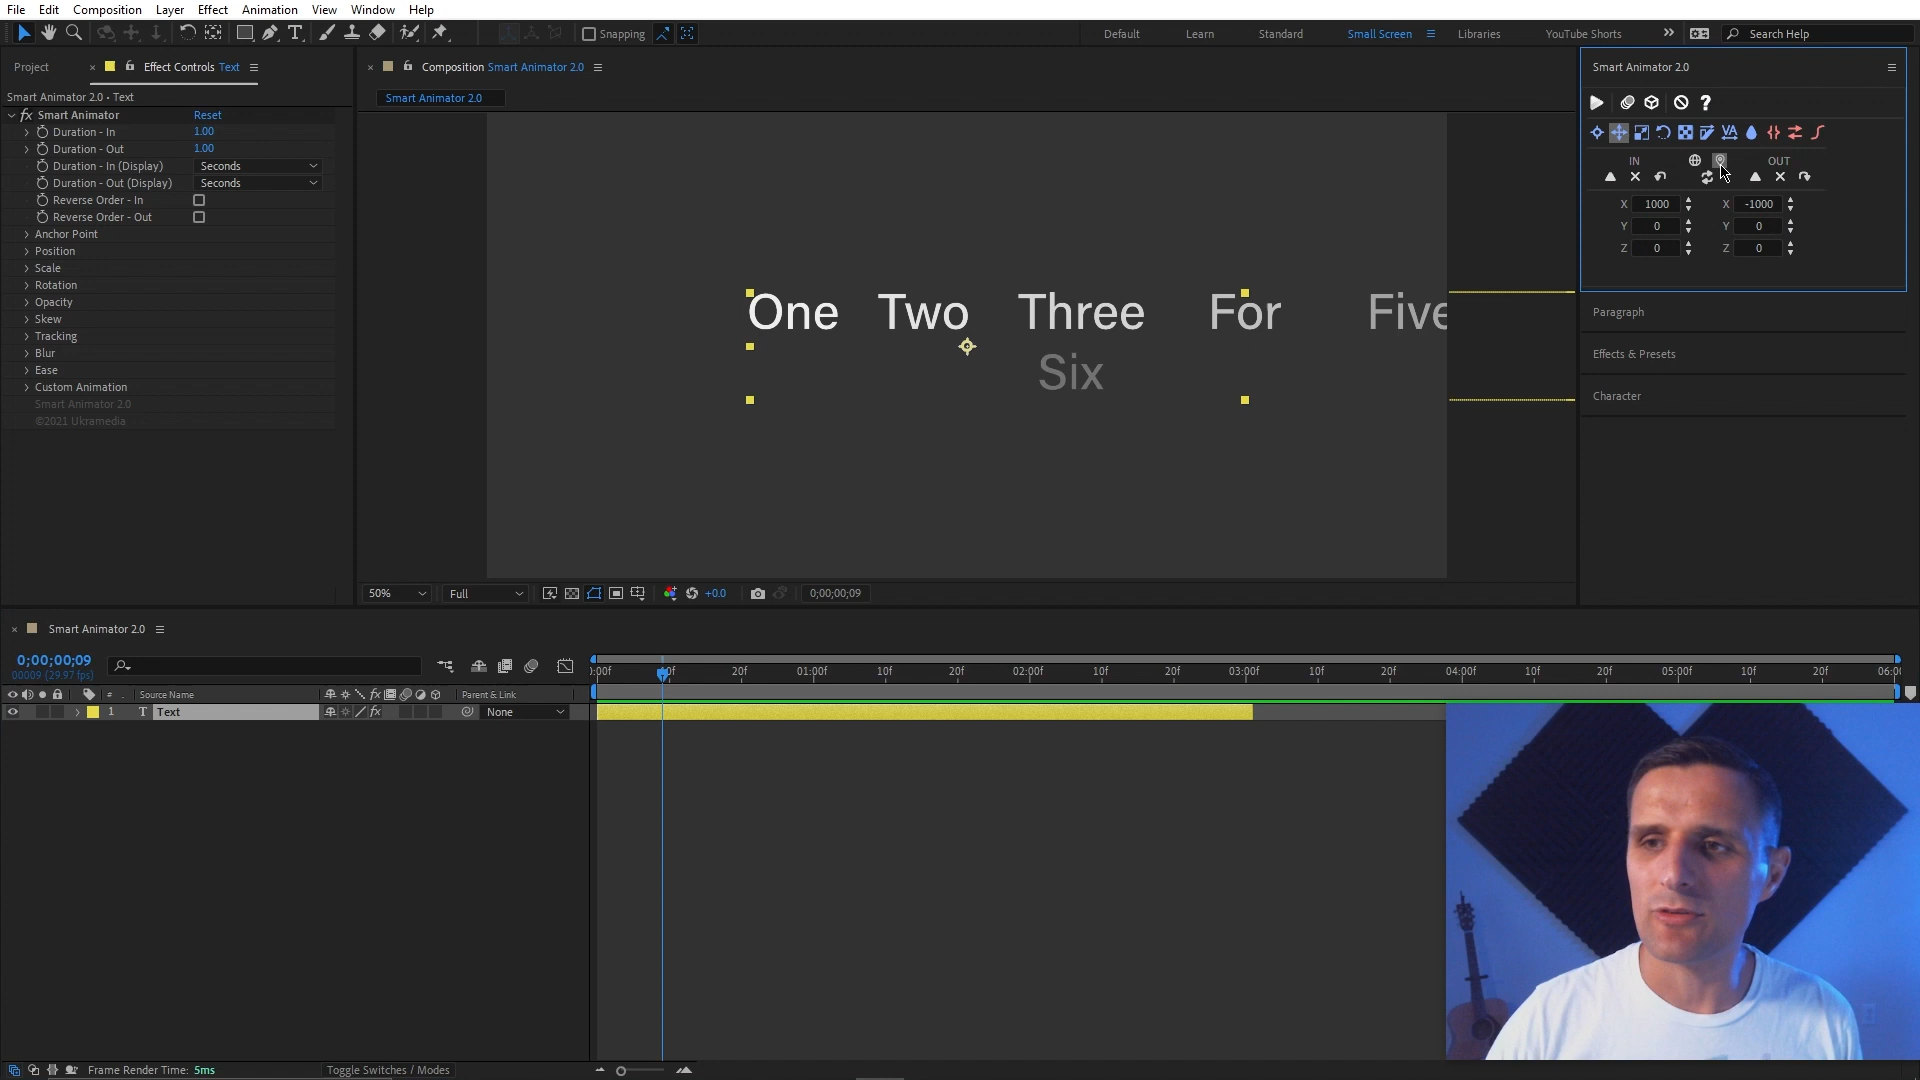 File Edit Composition Layer Effect Animation View Window Help
Snapping Default Learn Standard Small Screen Libraries YouTube Shorts Search Help
Project Effect Controls Text
Smart Animator 2.0 • Text
fx Smart Animator Reset
Duration - In 1.00
Duration - Out 1.00
Duration - In (Display) Seconds
Duration - Out (Display) Seconds
Reverse Order - In
Reverse Order - Out
Anchor Point
Position
Scale
Rotation
Opacity
Skew
Tracking
Blur
Ease
Custom Animation
Smart Animator 2.0
©2021 Ukramedia
Composition Smart Animator 2.0
Smart Animator 2.0
One Two Three For Five
Six
50% Full +0.0 0;00;00;09
Smart Animator 2.0
IN OUT
X 1000 X -1000
Y 0 Y 0
Z 0 Z 0
Paragraph
Effects & Presets
Character
Smart Animator 2.0
0;00;00;09
00009 (29.97 fps)
:00f 20f 01:00f 10f 20f 02:00f 10f 20f 03:00f 10f 20f 04:00f 10f 20f 05:00f 10f 20f 06:0
# Source Name fx Parent & Link
1 T Text fx None
Frame Render Time: 5ms Toggle Switches / Modes